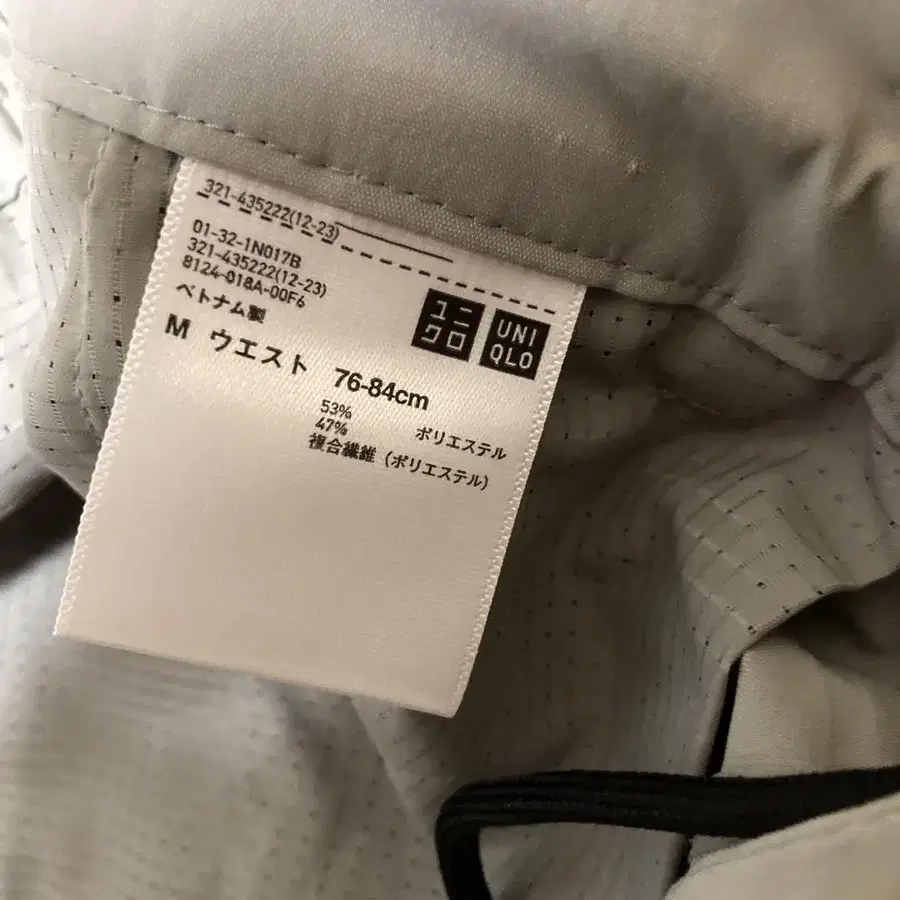 321-435222(12-23)
01-32-1N017B
321-435222(12-23)
8124-018A-00F6
ベトナム製
ユニ
クロ
UNI
QLO
M ウエスト 76-84cm
53% ポリエステル
47%
複合繊維 (ポリエステル)